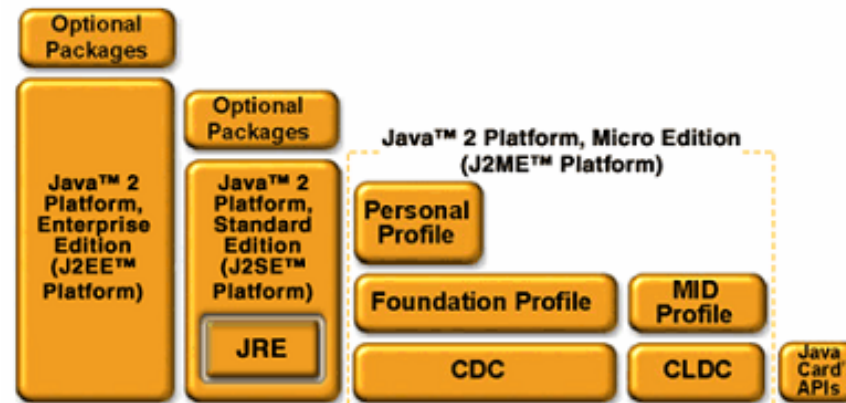 Optional
Packages
Java™ 2
Platform,
Enterprise
Edition
(J2EE™
Platform)
Optional
Packages
Java™ 2
Platform,
Standard
Edition
(J2SE™
Platform)
JRE
Java™ 2 Platform, Micro Edition
(J2ME™ Platform)
Personal
Profile
Foundation Profile
MID
Profile
CDC
CLDC
Java
Card™
APIs